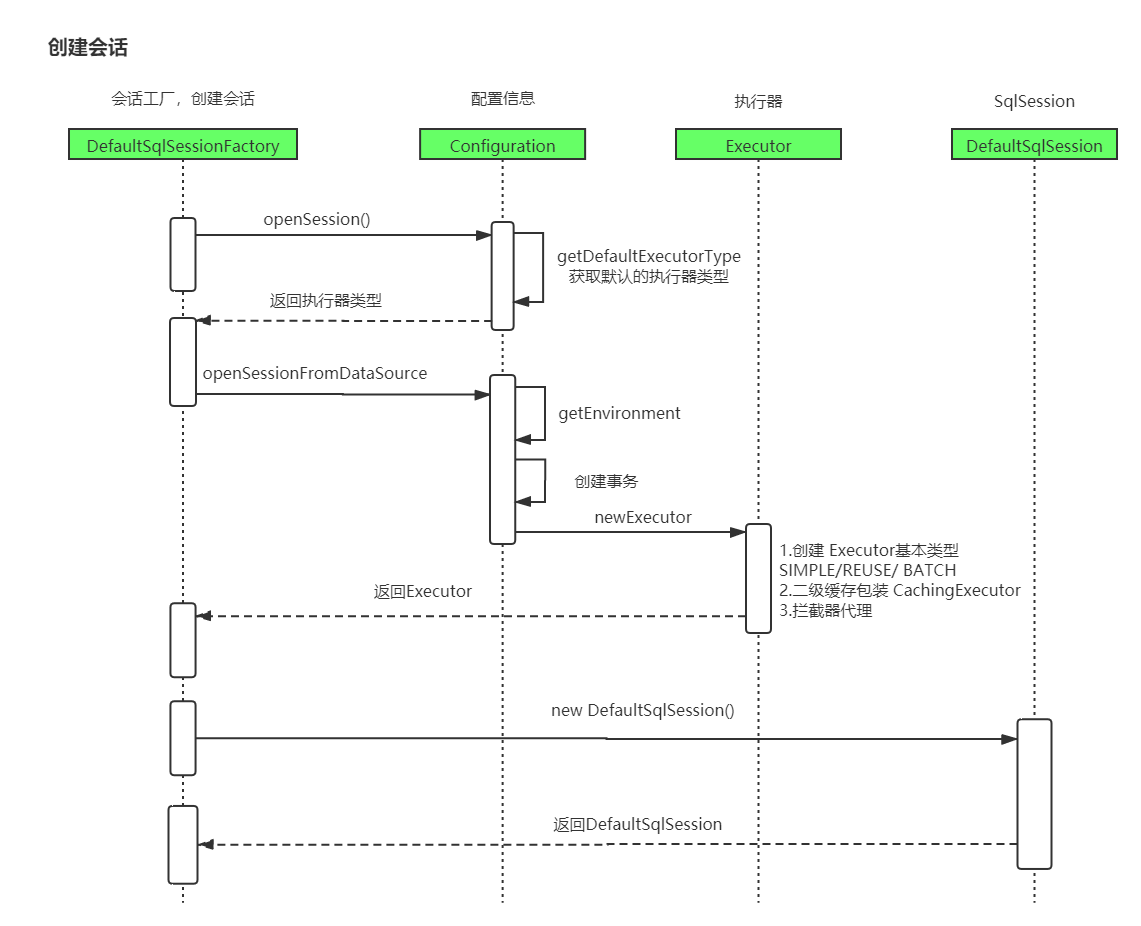 创建会话
会话工厂，创建会话
配置信息
执行器
SqlSession
DefaultSqlSessionFactory
Configuration
Executor
DefaultSqlSession
openSession()
getDefaultExecutorType
获取默认的执行器类型
返回执行器类型
openSessionFromDataSource
getEnvironment
创建事务
newExecutor
1.创建 Executor基本类型
SIMPLE/REUSE/ BATCH
2.二级缓存包装 CachingExecutor
3.拦截器代理
返回Executor
new DefaultSqlSession()
返回DefaultSqlSession